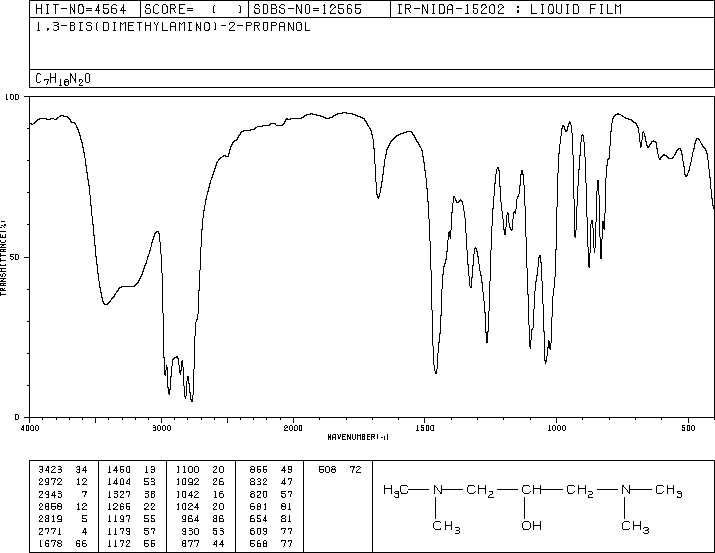 HIT-NO=4564 SCORE= ( ) SDBS-NO=12565 IR-NIDA-15202 : LIQUID FILM
1,3-BIS(DIMETHYLAMINO)-2-PROPANOL
C7H18N2O
100
50
0
TRANSMITTANCE(%)
4000 3000 2000 1500 1000 500
WAVENUMBER(-1)
3423 34 1460 13 1100 20 866 49 508 72
2972 12 1404 53 1092 26 832 47
2943 7 1327 38 1042 16 820 57
2858 12 1266 22 1024 20 681 81
2819 5 1197 55 964 86 654 81
2771 4 1179 57 930 53 609 77
1678 66 1172 56 877 44 568 77
H3C N CH2 CH CH2 N CH3
CH3 OH CH3